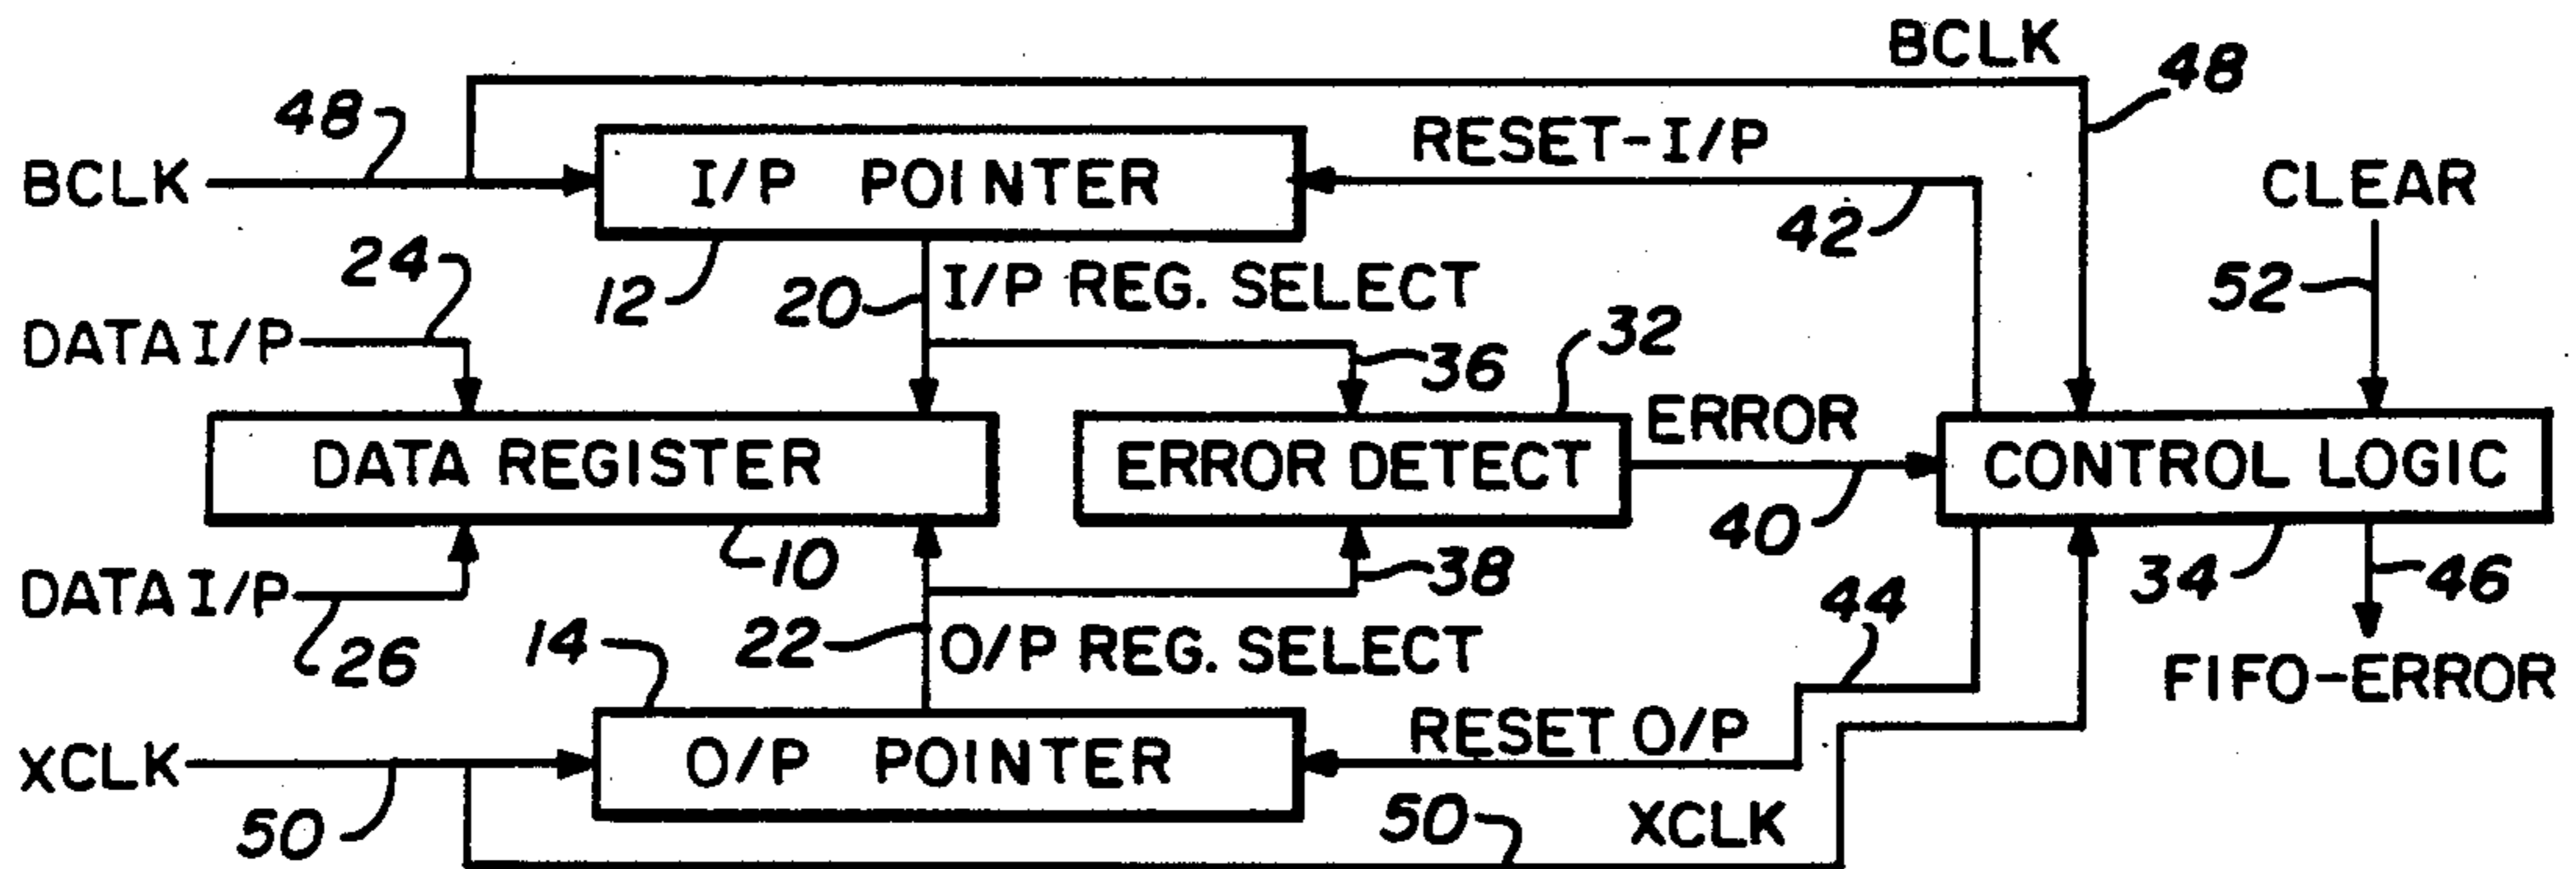 BCLK
48
48
BCLK
I/P POINTER
RESET-I/P
42
CLEAR
52
24
12
20
I/P REG. SELECT
DATA I/P
36
32
DATA REGISTER
ERROR DETECT
ERROR
40
CONTROL LOGIC
10
38
34
46
DATA I/P
26
14
22
O/P REG. SELECT
44
FIFO-ERROR
XCLK
50
O/P POINTER
RESET O/P
50
XCLK